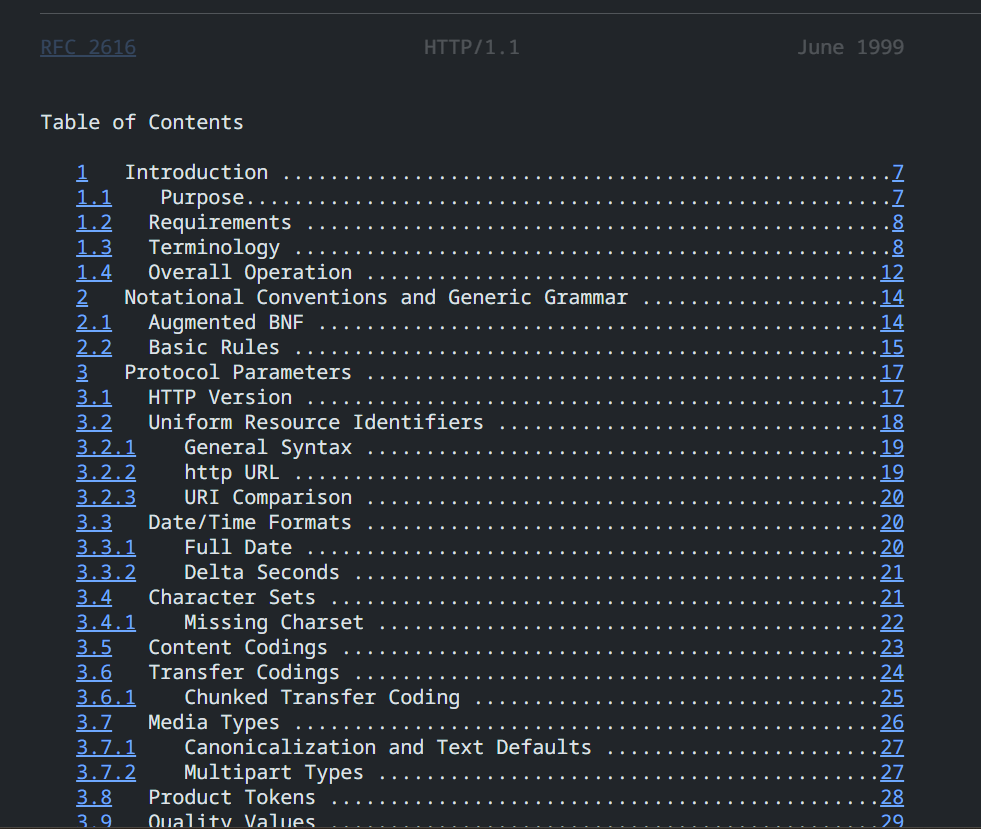 RFC 2616 HTTP/1.1 June 1999
Table of Contents
1 Introduction ...................................................7
1.1 Purpose......................................................7
1.2 Requirements .................................................8
1.3 Terminology ..................................................8
1.4 Overall Operation ...........................................12
2 Notational Conventions and Generic Grammar ....................14
2.1 Augmented BNF ...............................................14
2.2 Basic Rules .................................................15
3 Protocol Parameters ...........................................17
3.1 HTTP Version ................................................17
3.2 Uniform Resource Identifiers ................................18
3.2.1 General Syntax ...........................................19
3.2.2 http URL .................................................19
3.2.3 URI Comparison ...........................................20
3.3 Date/Time Formats ...........................................20
3.3.1 Full Date ................................................20
3.3.2 Delta Seconds ............................................21
3.4 Character Sets ..............................................21
3.4.1 Missing Charset ..........................................22
3.5 Content Codings .............................................23
3.6 Transfer Codings ............................................24
3.6.1 Chunked Transfer Coding ..................................25
3.7 Media Types .................................................26
3.7.1 Canonicalization and Text Defaults .......................27
3.7.2 Multipart Types ..........................................27
3.8 Product Tokens ..............................................28
3.9 Quality Values ..............................................29